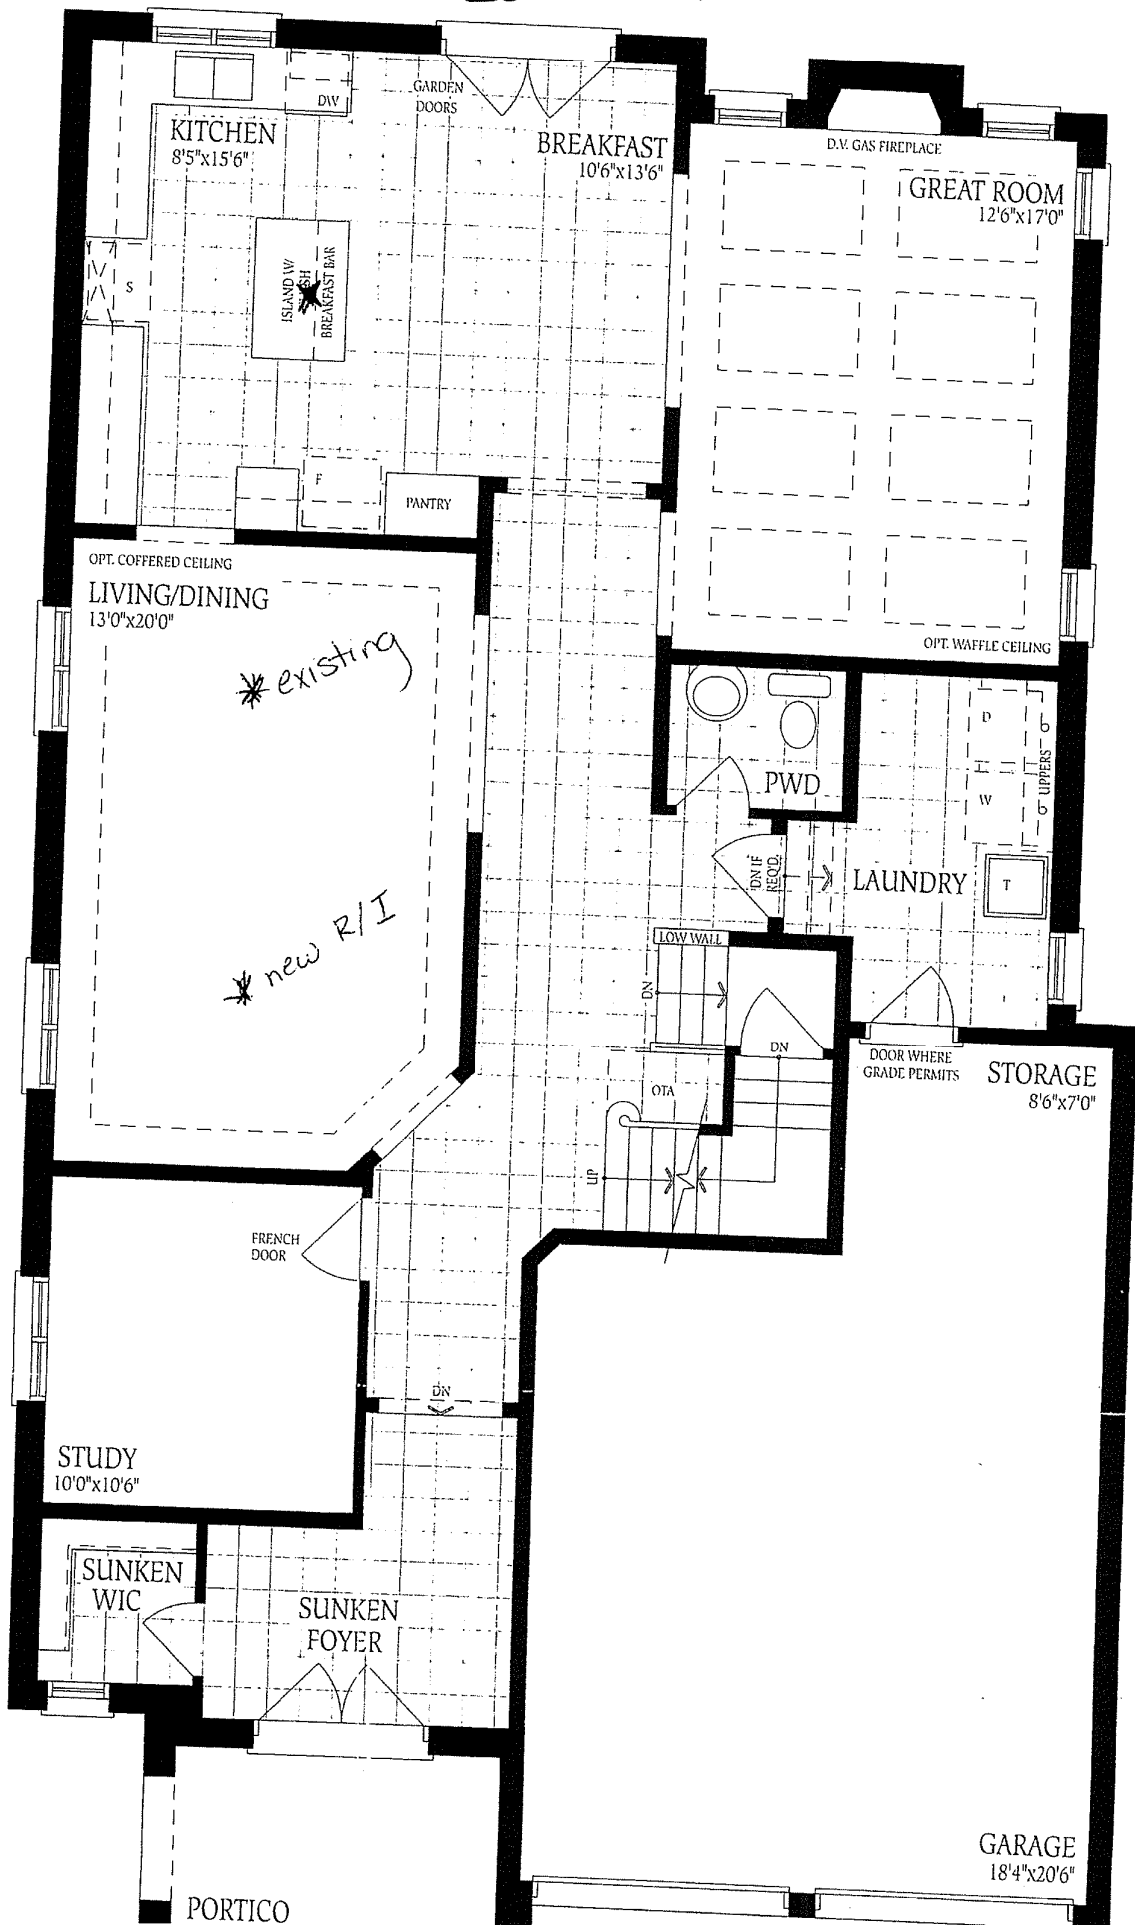 GARDEN
DOORS
DW
KITCHEN
8'5"x15'6"
BREAKFAST
10'6"x13'6"
D.V. GAS FIREPLACE
GREAT ROOM
12'6"x17'0"
S
ISLAND W/
BREAKFAST BAR
F
PANTRY
OPT. COFFERED CEILING
LIVING/DINING
13'0"x20'0"
existing
OPT. WAFFLE CEILING
D
W
UPPERS
PWD
DN IF
REQ'D.
LAUNDRY
T
new R/I
LOW WALL
DN
DN
DOOR WHERE
GRADE PERMITS
STORAGE
8'6"x7'0"
OTA
UP
FRENCH
DOOR
DN
STUDY
10'0"x10'6"
SUNKEN
WIC
SUNKEN
FOYER
GARAGE
18'4"x20'6"
PORTICO